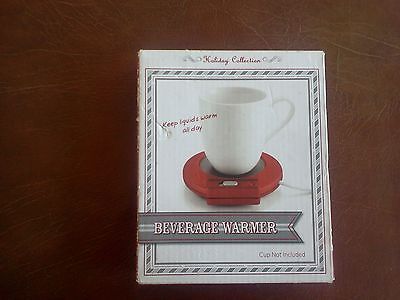 Holiday Collection
Keep liquids warm
all day
BEVERAGE WARMER
Cup Not Included